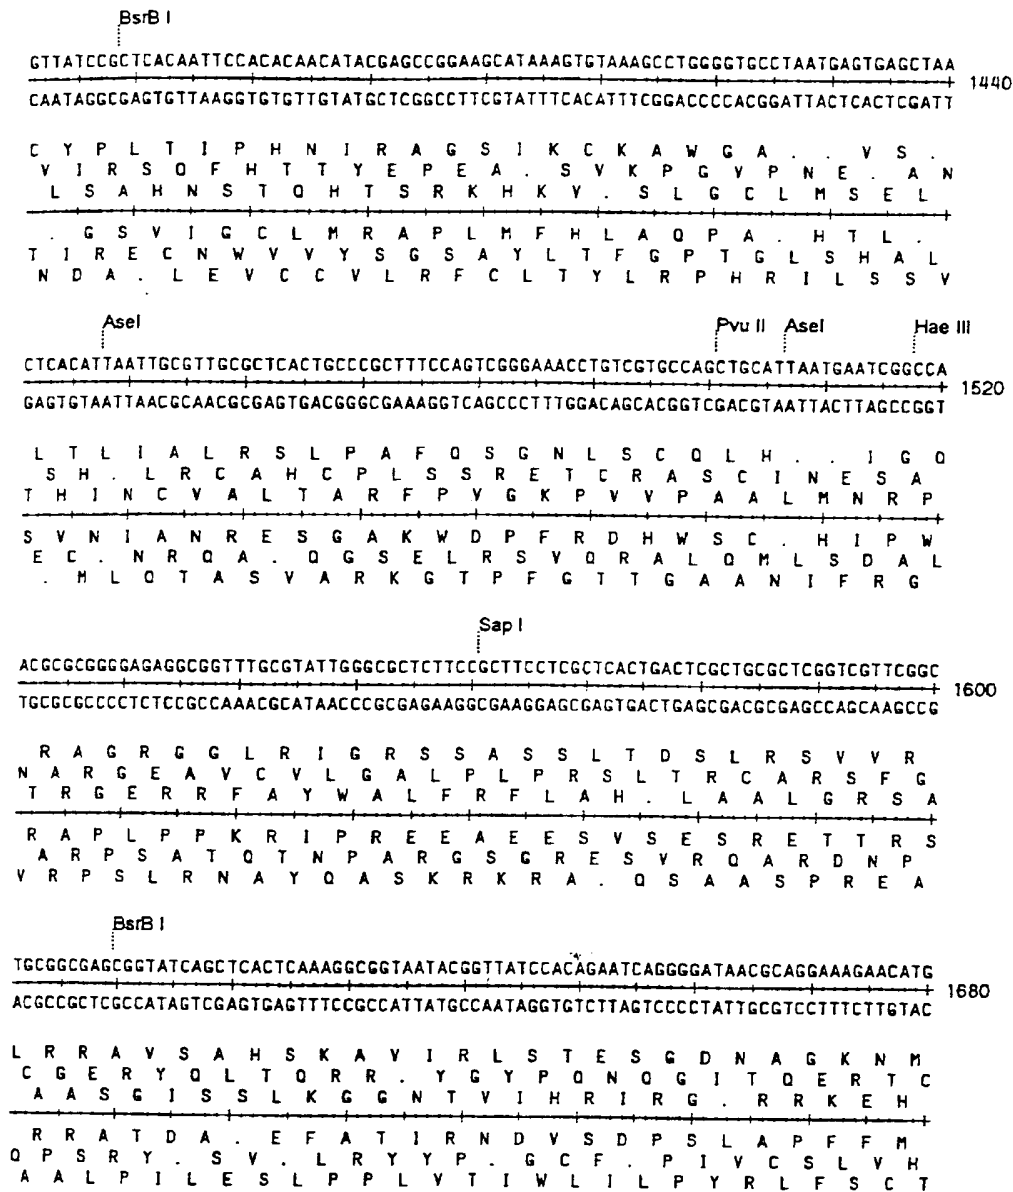 BsrB I
GTTATCCGCTCACAATTCCACACAACATACGAGCCGGAAGCATAAAGTGTAAAGCCTGGGGTGCCTAATGAGTGAGCTAA
1440
CAATAGGCGAGTGTTAAGGTGTGTTGTATGCTCGGCCTTCGTATTTCACATTTCGGACCCCACGGATTACTCACTCGATT
C Y P L T I P H N I R A G S I K C K A W G A . . V S .
V I R S Q F H T T Y E P E A . S V K P G V P N E . A N
L S A H N S T Q H T S R K H K V . S L G C L M S E L
. G S V I G C L M R A P L M F H L A Q P A . H T L .
T I R E C N W V V Y S G S A Y L T F G P T G L S H A L
N D A . L E V C C V L R F C L T Y L R P H R I L S S V
AseI Pvu II AseI Hae III
CTCACATTAATTGCGTTGCGCTCACTGCCCGCTTTCCAGTCGGGAAACCTGTCGTGCCAGCTGCATTAATGAATCGGCCA
1520
GAGTGTAATTAACGCAACGCGAGTGACGGGCGAAAGGTCAGCCCTTTGGACAGCACGGTCGACGTAATTACTTAGCCGGT
L T L I A L R S L P A F Q S G N L S C Q L H . . I G Q
S H . L R C A H C P L S S R E T C R A S C I N E S A
T H I N C V A L T A R F P V G K P V V P A A L M N R P
S V N I A N R E S G A K W D P F R D H W S C . H I P W
E C . N R Q A . Q G S E L R S V Q R A L Q M L S D A L
. M L Q T A S V A R K G T P F G T T G A A N I F R G
Sap I
ACGCGCGGGGAGAGGCGGTTTGCGTATTGGGCGCTCTTCCGCTTCCTCGCTCACTGACTCGCTGCGCTCGGTCGTTCGGC
1600
TGCGCGCCCCTCTCCGCCAAACGCATAACCCGCGAGAAGGCGAAGGAGCGAGTGACTGAGCGACGCGAGCCAGCAAGCCG
R A G R G G L R I G R S S A S S L T D S L R S V V R
N A R G E A V C V L G A L P L P R S L T R C A R S F G
T R G E R R F A Y W A L F R F L A H . L A A L G R S A
R A P L P P K R I P R E E A E E S V S E S R E T T R S
A R P S A T Q T N P A R G S G R E S V R Q A R D N P
V R P S L R N A Y Q A S K R K R A . Q S A A S P R E A
BsrB I
TGCGGCGAGCGGTATCAGCTCACTCAAAGGCGGTAATACGGTTATCCACAGAATCAGGGGATAACGCAGGAAAGAACATG
1680
ACGCCGCTCGCCATAGTCGAGTGAGTTTCCGCCATTATGCCAATAGGTGTCTTAGTCCCCTATTGCGTCCTTTCTTGTAC
L R R A V S A H S K A V I R L S T E S G D N A G K N M
C G E R Y Q L T Q R R . Y G Y P Q N Q G I T Q E R T C
A A S G I S S L K G G N T V I H R I R G . R R K E H
R R A T D A . E F A T I R N D V S D P S L A P F F M
Q P S R Y . S V . L R Y Y P . G C F . P I V C S L V H
A A L P I L E S L P P L V T I W L I L P Y R L F S C T